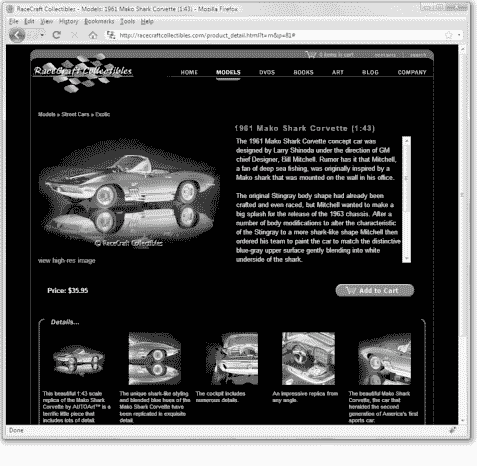 RaceCraft Collectibles - Models: 1961 Mako Shark Corvette (1:43) - Mozilla Firefox
File Edit View History Bookmarks Tools Help
http://racecraftcollectibles.com/product_detail.html?t=m&p=81#
0 items in cart
RaceCraft Collectibles
HOME MODELS DVDS BOOKS ART BLOG COMPANY
Models » Street Cars » Exotic
1961 Mako Shark Corvette (1:43)
The 1961 Mako Shark Corvette concept car was
designed by Larry Shinoda under the direction of GM
chief Designer, Bill Mitchell. Rumor has it that Mitchell,
a fan of deep sea fishing, was originally inspired by a
Mako shark that was mounted on the wall in his office.
The original Stingray body shape had already been
crafted and even raced, but Mitchell wanted to make a
big splash for the release of the 1963 chassis. After a
number of body modifications to alter the characteristic
of the Stingray to a more shark-like shape Mitchell then
ordered his team to paint the car to match the distinctive
blue-gray upper surface gently blending into white
underside of the shark.
© RaceCraft Collectibles
view high-res image
Price: $35.95
Add to Cart
Details...
This beautiful 1:43 scale
replica of the Mako Shark
Corvette by AUTOArt™ is a
terrific little piece that
includes lots of detail.
The unique shark-like styling
and blended blue hues of the
Mako Shark Corvette have
been replicated in exquisite
detail.
The cockpit includes
numerous details.
An impressive replica from
any angle.
The beautiful Mako Shark
Corvette, the car that
heralded the second
generation of America's first
sports car.
Done